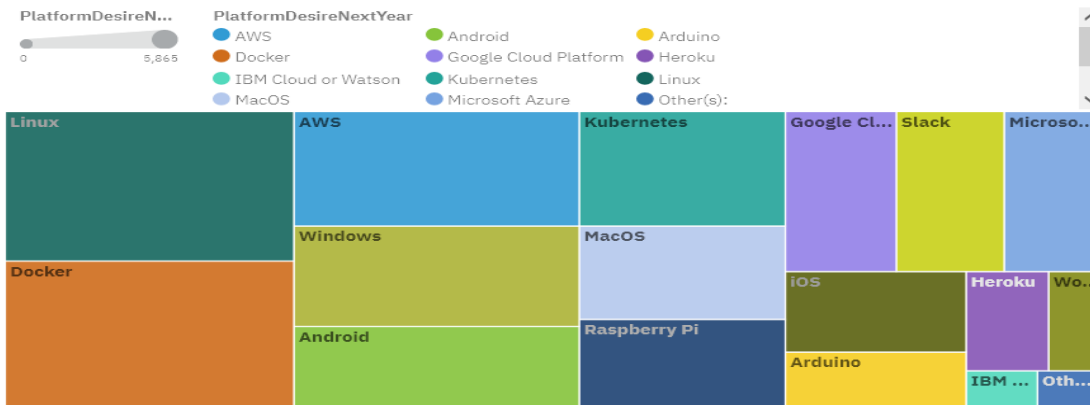 PlatformDesireN... PlatformDesireNextYear
AWS Android Arduino
Docker Google Cloud Platform Heroku
0 5,865
IBM Cloud or Watson Kubernetes Linux
MacOS Microsoft Azure Other(s):
Linux AWS Kubernetes Google Cl... Slack Microso...
Windows MacOS
Docker iOS Heroku Wo...
Android Raspberry Pi
Arduino IBM ... Oth...